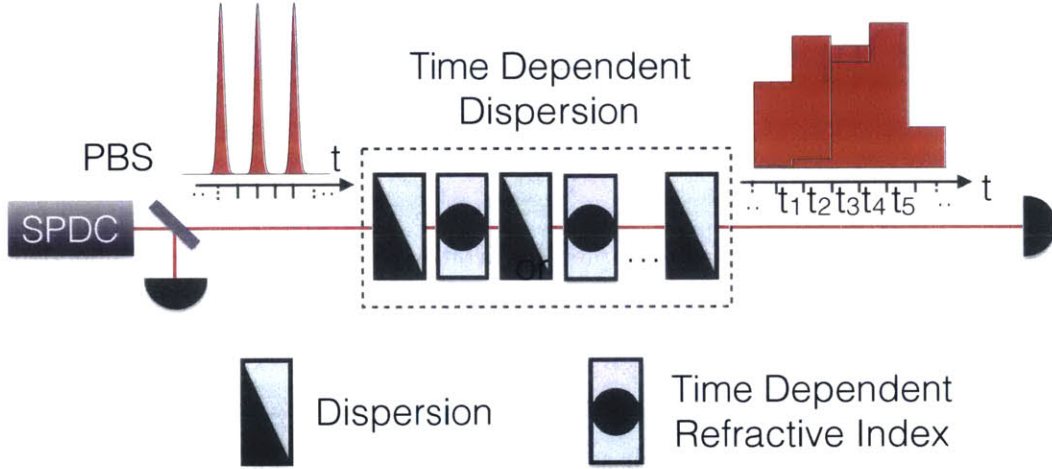 Time Dependent
Dispersion
PBS
t
SPDC
t₁ t₂ t₃ t₄ t₅
t
or
Dispersion
Time Dependent
Refractive Index